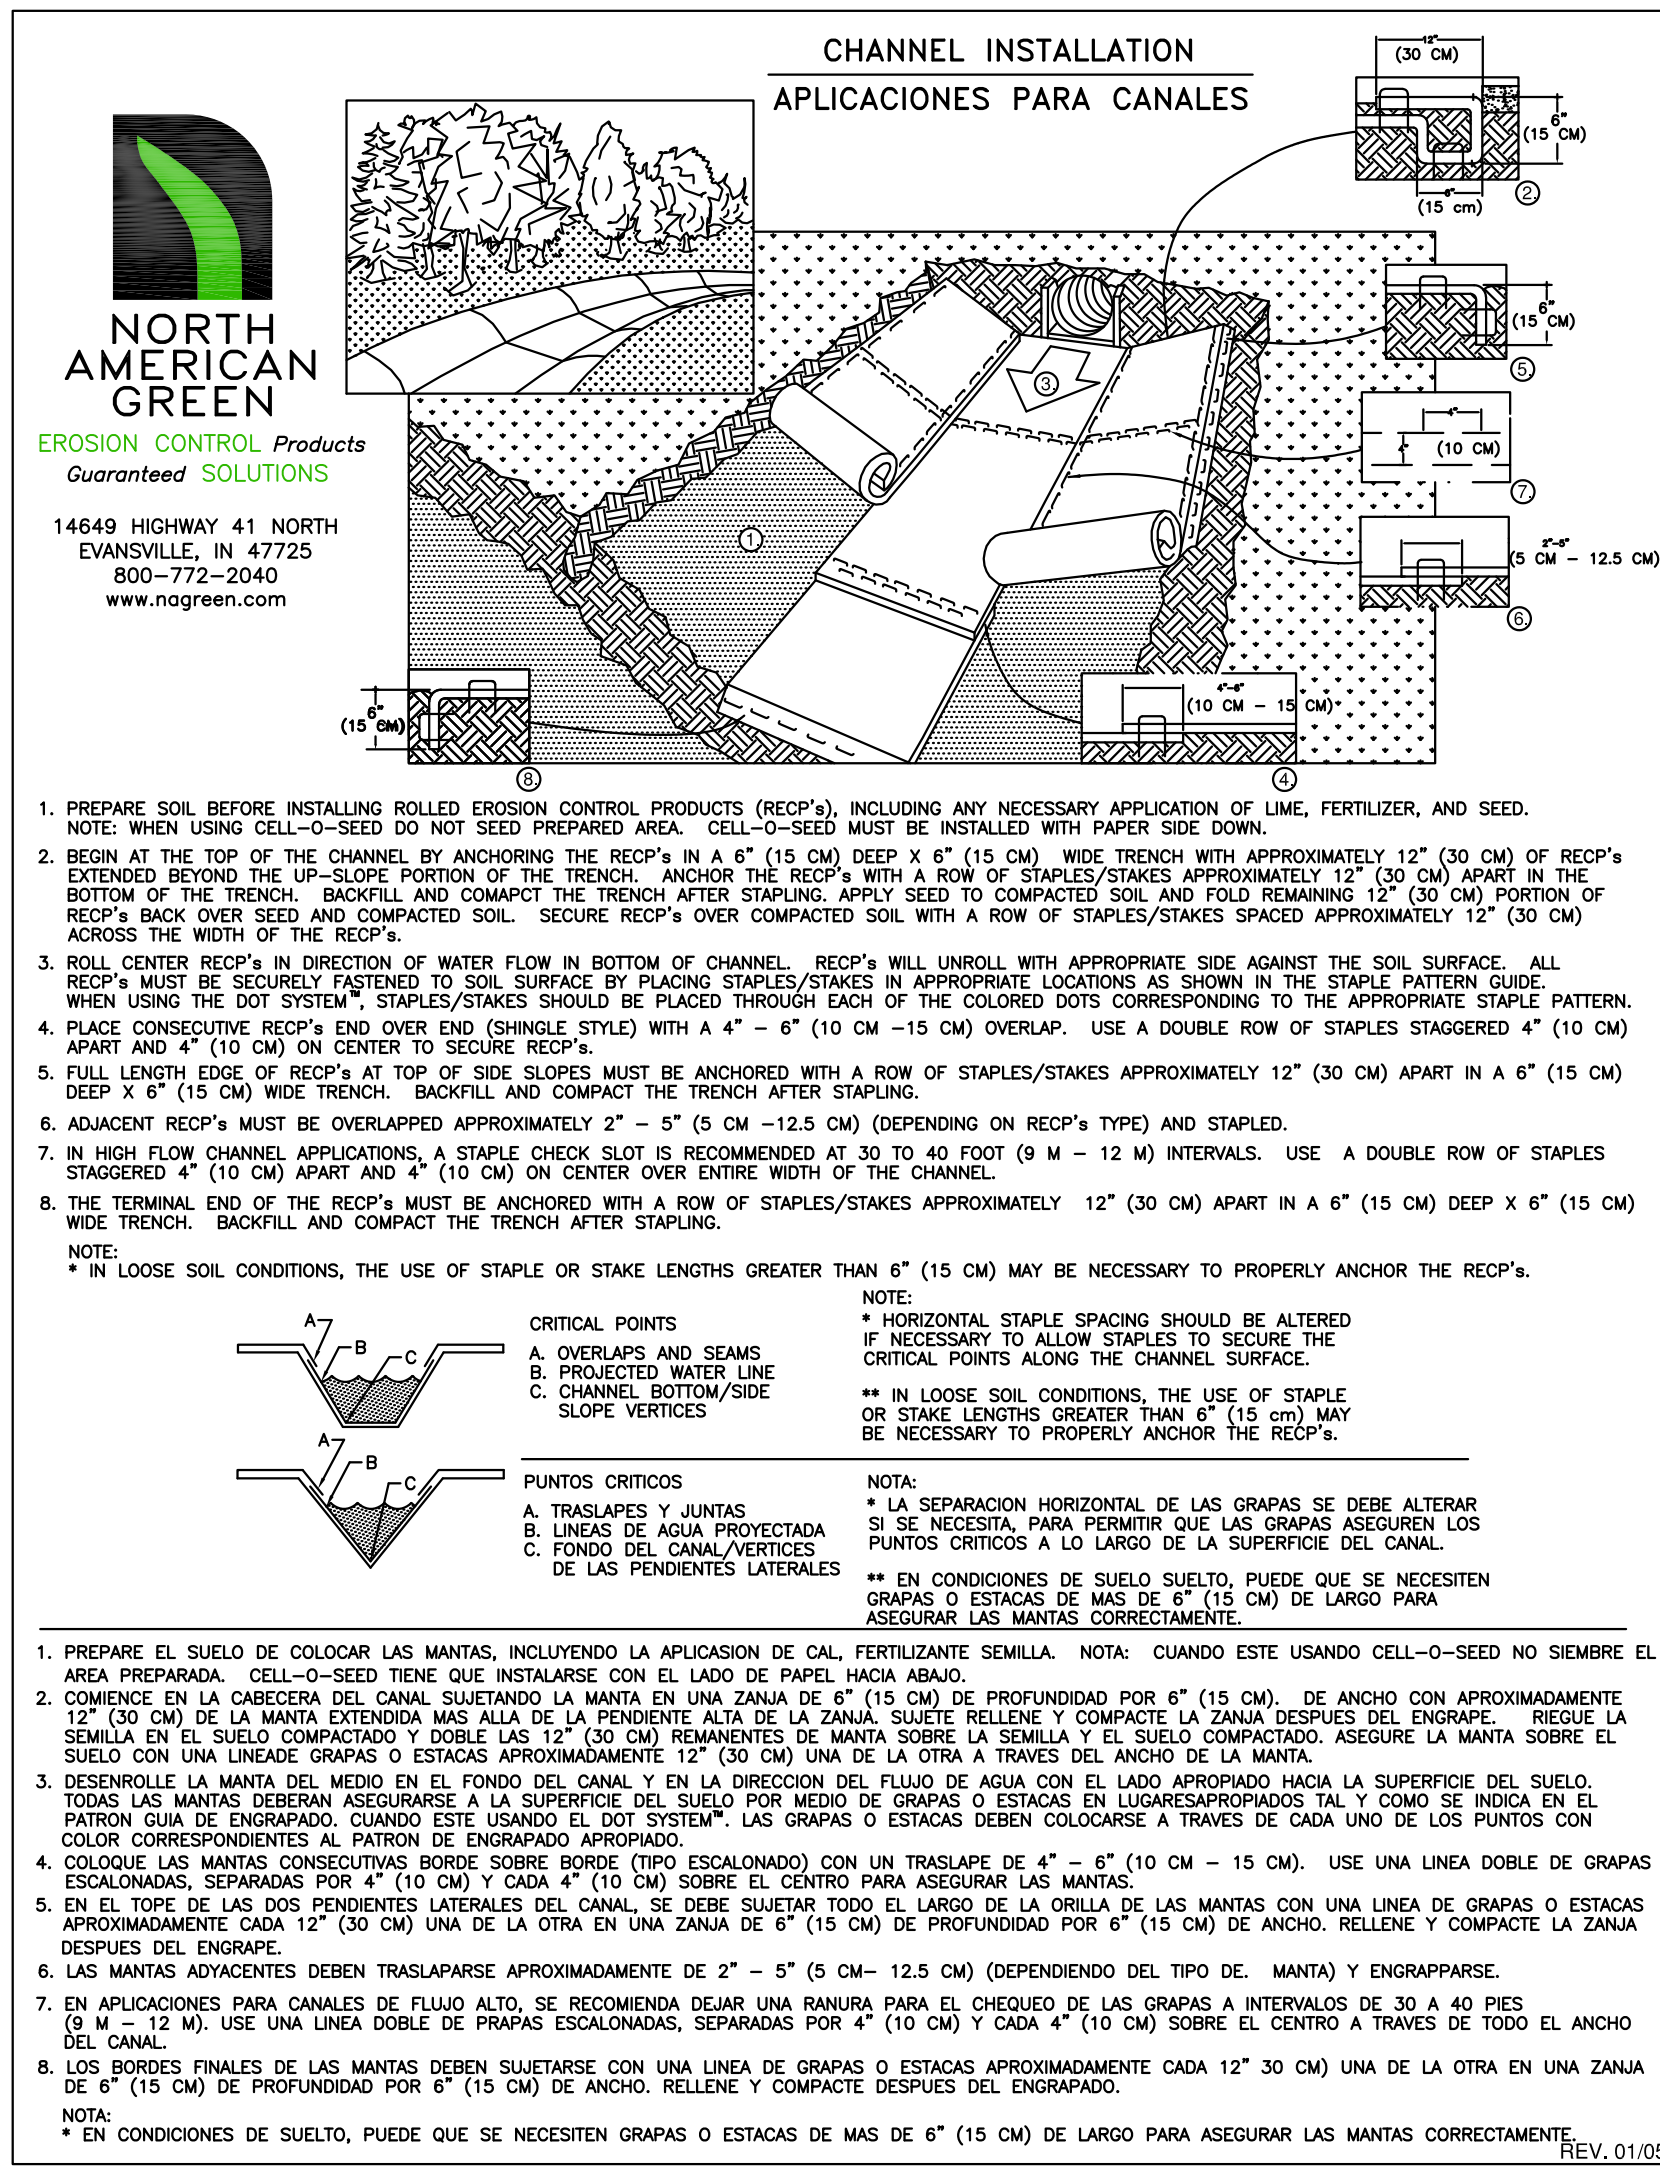 CHANNEL INSTALLATION
APLICACIONES PARA CANALES
NORTH
AMERICAN
GREEN
EROSION CONTROL Products
Guaranteed SOLUTIONS
14649 HIGHWAY 41 NORTH
EVANSVILLE, IN 47725
800-772-2040
www.nagreen.com
12"
(30 CM)
6"
(15 CM)
6"
(15 cm)
2.
6"
(15 CM)
5.
3.
4"
4"
(10 CM)
7.
1
2"-5"
(5 CM - 12.5 CM)
6.
6"
(15 CM)
8.
4"-6"
(10 CM - 15 CM)
4.
1. PREPARE SOIL BEFORE INSTALLING ROLLED EROSION CONTROL PRODUCTS (RECP's), INCLUDING ANY NECESSARY APPLICATION OF LIME, FERTILIZER, AND SEED.
NOTE: WHEN USING CELL-O-SEED DO NOT SEED PREPARED AREA. CELL-O-SEED MUST BE INSTALLED WITH PAPER SIDE DOWN.
2. BEGIN AT THE TOP OF THE CHANNEL BY ANCHORING THE RECP's IN A 6" (15 CM) DEEP X 6" (15 CM) WIDE TRENCH WITH APPROXIMATELY 12" (30 CM) OF RECP's
EXTENDED BEYOND THE UP-SLOPE PORTION OF THE TRENCH. ANCHOR THE RECP's WITH A ROW OF STAPLES/STAKES APPROXIMATELY 12" (30 CM) APART IN THE
BOTTOM OF THE TRENCH. BACKFILL AND COMAPCT THE TRENCH AFTER STAPLING. APPLY SEED TO COMPACTED SOIL AND FOLD REMAINING 12" (30 CM) PORTION OF
RECP's BACK OVER SEED AND COMPACTED SOIL. SECURE RECP's OVER COMPACTED SOIL WITH A ROW OF STAPLES/STAKES SPACED APPROXIMATELY 12" (30 CM)
ACROSS THE WIDTH OF THE RECP's.
3. ROLL CENTER RECP's IN DIRECTION OF WATER FLOW IN BOTTOM OF CHANNEL. RECP's WILL UNROLL WITH APPROPRIATE SIDE AGAINST THE SOIL SURFACE. ALL
RECP's MUST BE SECURELY FASTENED TO SOIL SURFACE BY PLACING STAPLES/STAKES IN APPROPRIATE LOCATIONS AS SHOWN IN THE STAPLE PATTERN GUIDE.
WHEN USING THE DOT SYSTEM™, STAPLES/STAKES SHOULD BE PLACED THROUGH EACH OF THE COLORED DOTS CORRESPONDING TO THE APPROPRIATE STAPLE PATTERN.
4. PLACE CONSECUTIVE RECP's END OVER END (SHINGLE STYLE) WITH A 4" - 6" (10 CM -15 CM) OVERLAP. USE A DOUBLE ROW OF STAPLES STAGGERED 4" (10 CM)
APART AND 4" (10 CM) ON CENTER TO SECURE RECP's.
5. FULL LENGTH EDGE OF RECP's AT TOP OF SIDE SLOPES MUST BE ANCHORED WITH A ROW OF STAPLES/STAKES APPROXIMATELY 12" (30 CM) APART IN A 6" (15 CM)
DEEP X 6" (15 CM) WIDE TRENCH. BACKFILL AND COMPACT THE TRENCH AFTER STAPLING.
6. ADJACENT RECP's MUST BE OVERLAPPED APPROXIMATELY 2" - 5" (5 CM -12.5 CM) (DEPENDING ON RECP's TYPE) AND STAPLED.
7. IN HIGH FLOW CHANNEL APPLICATIONS, A STAPLE CHECK SLOT IS RECOMMENDED AT 30 TO 40 FOOT (9 M - 12 M) INTERVALS. USE A DOUBLE ROW OF STAPLES
STAGGERED 4" (10 CM) APART AND 4" (10 CM) ON CENTER OVER ENTIRE WIDTH OF THE CHANNEL.
8. THE TERMINAL END OF THE RECP's MUST BE ANCHORED WITH A ROW OF STAPLES/STAKES APPROXIMATELY 12" (30 CM) APART IN A 6" (15 CM) DEEP X 6" (15 CM)
WIDE TRENCH. BACKFILL AND COMPACT THE TRENCH AFTER STAPLING.
NOTE:
* IN LOOSE SOIL CONDITIONS, THE USE OF STAPLE OR STAKE LENGTHS GREATER THAN 6" (15 CM) MAY BE NECESSARY TO PROPERLY ANCHOR THE RECP's.
A
B
C
CRITICAL POINTS
A. OVERLAPS AND SEAMS
B. PROJECTED WATER LINE
C. CHANNEL BOTTOM/SIDE
SLOPE VERTICES
NOTE:
* HORIZONTAL STAPLE SPACING SHOULD BE ALTERED
IF NECESSARY TO ALLOW STAPLES TO SECURE THE
CRITICAL POINTS ALONG THE CHANNEL SURFACE.
** IN LOOSE SOIL CONDITIONS, THE USE OF STAPLE
OR STAKE LENGTHS GREATER THAN 6" (15 cm) MAY
BE NECESSARY TO PROPERLY ANCHOR THE RECP's.
A
B
C
PUNTOS CRITICOS
A. TRASLAPES Y JUNTAS
B. LINEAS DE AGUA PROYECTADA
C. FONDO DEL CANAL/VERTICES
DE LAS PENDIENTES LATERALES
NOTA:
* LA SEPARACION HORIZONTAL DE LAS GRAPAS SE DEBE ALTERAR
SI SE NECESITA, PARA PERMITIR QUE LAS GRAPAS ASEGUREN LOS
PUNTOS CRITICOS A LO LARGO DE LA SUPERFICIE DEL CANAL.
** EN CONDICIONES DE SUELO SUELTO, PUEDE QUE SE NECESITEN
GRAPAS O ESTACAS DE MAS DE 6" (15 CM) DE LARGO PARA
ASEGURAR LAS MANTAS CORRECTAMENTE.
1. PREPARE EL SUELO DE COLOCAR LAS MANTAS, INCLUYENDO LA APLICASION DE CAL, FERTILIZANTE SEMILLA. NOTA: CUANDO ESTE USANDO CELL-O-SEED NO SIEMBRE EL
AREA PREPARADA. CELL-O-SEED TIENE QUE INSTALARSE CON EL LADO DE PAPEL HACIA ABAJO.
2. COMIENCE EN LA CABECERA DEL CANAL SUJETANDO LA MANTA EN UNA ZANJA DE 6" (15 CM) DE PROFUNDIDAD POR 6" (15 CM). DE ANCHO CON APROXIMADAMENTE
12" (30 CM) DE LA MANTA EXTENDIDA MAS ALLA DE LA PENDIENTE ALTA DE LA ZANJA. SUJETE RELLENE Y COMPACTE LA ZANJA DESPUES DEL ENGRAPE. RIEGUE LA
SEMILLA EN EL SUELO COMPACTADO Y DOBLE LAS 12" (30 CM) REMANENTES DE MANTA SOBRE LA SEMILLA Y EL SUELO COMPACTADO. ASEGURE LA MANTA SOBRE EL
SUELO CON UNA LINEADE GRAPAS O ESTACAS APROXIMADAMENTE 12" (30 CM) UNA DE LA OTRA A TRAVES DEL ANCHO DE LA MANTA.
3. DESENROLLE LA MANTA DEL MEDIO EN EL FONDO DEL CANAL Y EN LA DIRECCION DEL FLUJO DE AGUA CON EL LADO APROPIADO HACIA LA SUPERFICIE DEL SUELO.
TODAS LAS MANTAS DEBERAN ASEGURARSE A LA SUPERFICIE DEL SUELO POR MEDIO DE GRAPAS O ESTACAS EN LUGARESAPROPIADOS TAL Y COMO SE INDICA EN EL
PATRON GUIA DE ENGRAPADO. CUANDO ESTE USANDO EL DOT SYSTEM™. LAS GRAPAS O ESTACAS DEBEN COLOCARSE A TRAVES DE CADA UNO DE LOS PUNTOS CON
COLOR CORRESPONDIENTES AL PATRON DE ENGRAPADO APROPIADO.
4. COLOQUE LAS MANTAS CONSECUTIVAS BORDE SOBRE BORDE (TIPO ESCALONADO) CON UN TRASLAPE DE 4" - 6" (10 CM - 15 CM). USE UNA LINEA DOBLE DE GRAPAS
ESCALONADAS, SEPARADAS POR 4" (10 CM) Y CADA 4" (10 CM) SOBRE EL CENTRO PARA ASEGURAR LAS MANTAS.
5. EN EL TOPE DE LAS DOS PENDIENTES LATERALES DEL CANAL, SE DEBE SUJETAR TODO EL LARGO DE LA ORILLA DE LAS MANTAS CON UNA LINEA DE GRAPAS O ESTACAS
APROXIMADAMENTE CADA 12" (30 CM) UNA DE LA OTRA EN UNA ZANJA DE 6" (15 CM) DE PROFUNDIDAD POR 6" (15 CM) DE ANCHO. RELLENE Y COMPACTE LA ZANJA
DESPUES DEL ENGRAPE.
6. LAS MANTAS ADYACENTES DEBEN TRASLAPARSE APROXIMADAMENTE DE 2" - 5" (5 CM- 12.5 CM) (DEPENDIENDO DEL TIPO DE. MANTA) Y ENGRAPPARSE.
7. EN APLICACIONES PARA CANALES DE FLUJO ALTO, SE RECOMIENDA DEJAR UNA RANURA PARA EL CHEQUEO DE LAS GRAPAS A INTERVALOS DE 30 A 40 PIES
(9 M - 12 M). USE UNA LINEA DOBLE DE PRAPAS ESCALONADAS, SEPARADAS POR 4" (10 CM) Y CADA 4" (10 CM) SOBRE EL CENTRO A TRAVES DE TODO EL ANCHO
DEL CANAL.
8. LOS BORDES FINALES DE LAS MANTAS DEBEN SUJETARSE CON UNA LINEA DE GRAPAS O ESTACAS APROXIMADAMENTE CADA 12" 30 CM) UNA DE LA OTRA EN UNA ZANJA
DE 6" (15 CM) DE PROFUNDIDAD POR 6" (15 CM) DE ANCHO. RELLENE Y COMPACTE DESPUES DEL ENGRAPADO.
NOTA:
* EN CONDICIONES DE SUELTO, PUEDE QUE SE NECESITEN GRAPAS O ESTACAS DE MAS DE 6" (15 CM) DE LARGO PARA ASEGURAR LAS MANTAS CORRECTAMENTE.
REV. 01/05